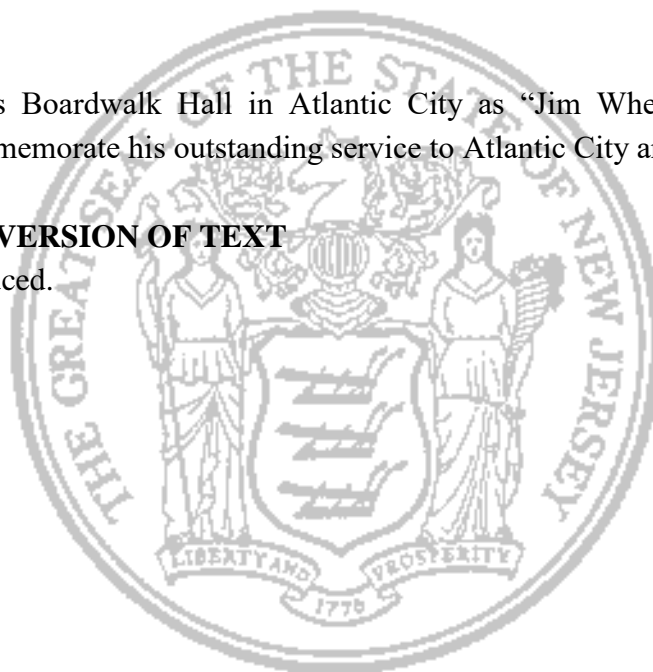 s Boardwalk Hall in Atlantic City as “Jim Whe
memorate his outstanding service to Atlantic City a
VERSION OF TEXT
uced.
THE GREAT SEAL OF THE STATE OF NEW JERSEY
LIBERTY AND PROSPERITY
1776